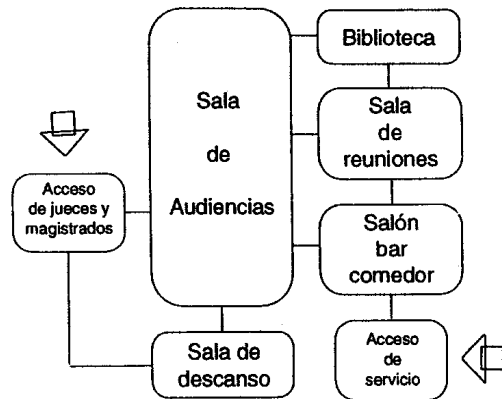 Biblioteca
Sala
de
Audiencias
Sala
de
reuniones
Acceso
de jueces y
magistrados
Salón
bar
comedor
Sala de
descanso
Acceso
de
servicio